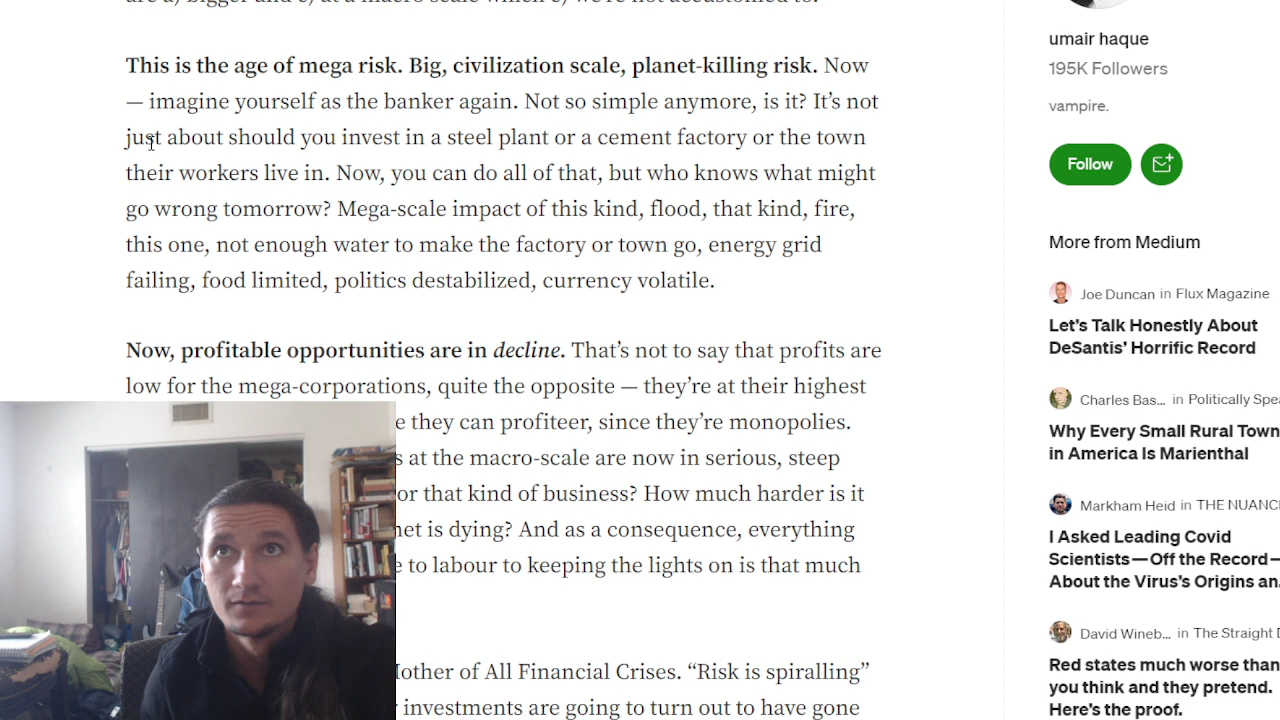 This is the age of mega risk. Big, civilization scale, planet-killing risk. Now
— imagine yourself as the banker again. Not so simple anymore, is it? It's not
just about should you invest in a steel plant or a cement factory or the town
their workers live in. Now, you can do all of that, but who knows what might
go wrong tomorrow? Mega-scale impact of this kind, flood, that kind, fire,
this one, not enough water to make the factory or town go, energy grid
failing, food limited, politics destabilized, currency volatile.
Now, profitable opportunities are in decline. That's not to say that profits are
low for the mega-corporations, quite the opposite — they're at their highest
they can profiteer, since they're monopolies.
at the macro-scale are now in serious, steep
or that kind of business? How much harder is it
is dying? And as a consequence, everything
to labour to keeping the lights on is that much
of All Financial Crises. “Risk is spiralling”
investments are going to turn out to have gone
umair haque
195K Followers
vampire.
Follow
More from Medium
Joe Duncan in Flux Magazine
Let's Talk Honestly About
DeSantis' Horrific Record
Charles Bas... in Politically Spe
Why Every Small Rural Town
in America Is Marienthal
Markham Heid in THE NUANC
I Asked Leading Covid
Scientists—Off the Record—
About the Virus's Origins an.
David Wineb... in The Straight
Red states much worse than
you think and they pretend.
Here's the proof.